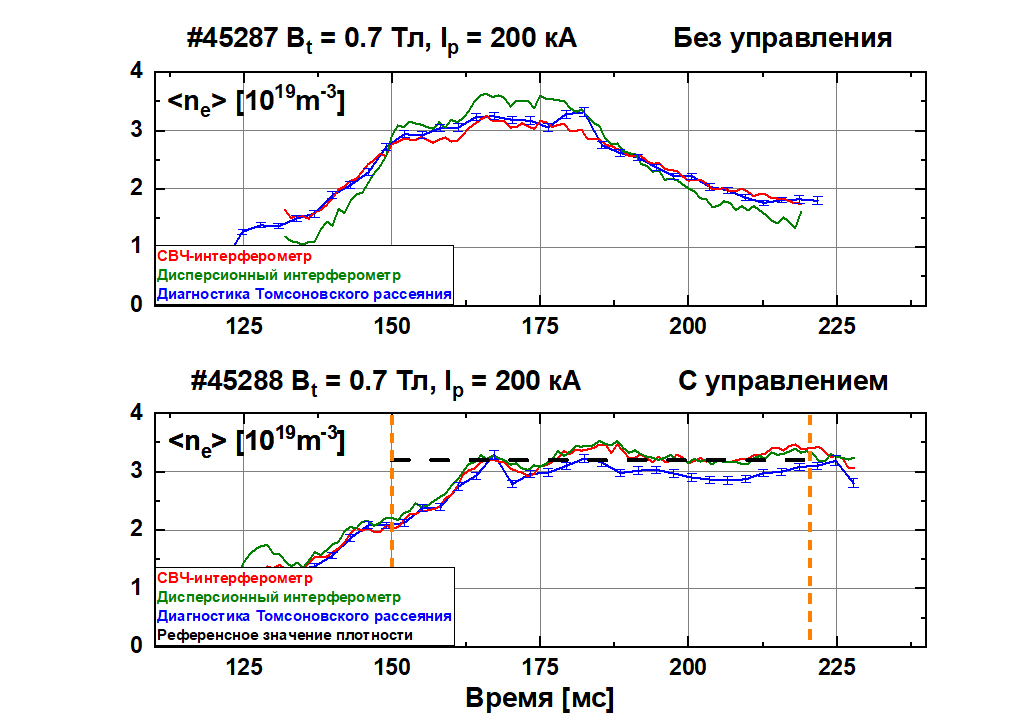 #45287 Bt = 0.7 Тл, Ip = 200 кА Без управления
4
<ne> [10^19m^-3]
3
2
1
СВЧ-интерферометр
Дисперсионный интерферометр
Диагностика Томсоновского рассеяния
0
125 150 175 200 225
#45288 Bt = 0.7 Тл, Ip = 200 кА С управлением
4
<ne> [10^19m^-3]
3
2
1
СВЧ-интерферометр
Дисперсионный интерферометр
Диагностика Томсоновского рассеяния
Референсное значение плотности
0
125 150 175 200 225
Время [мс]